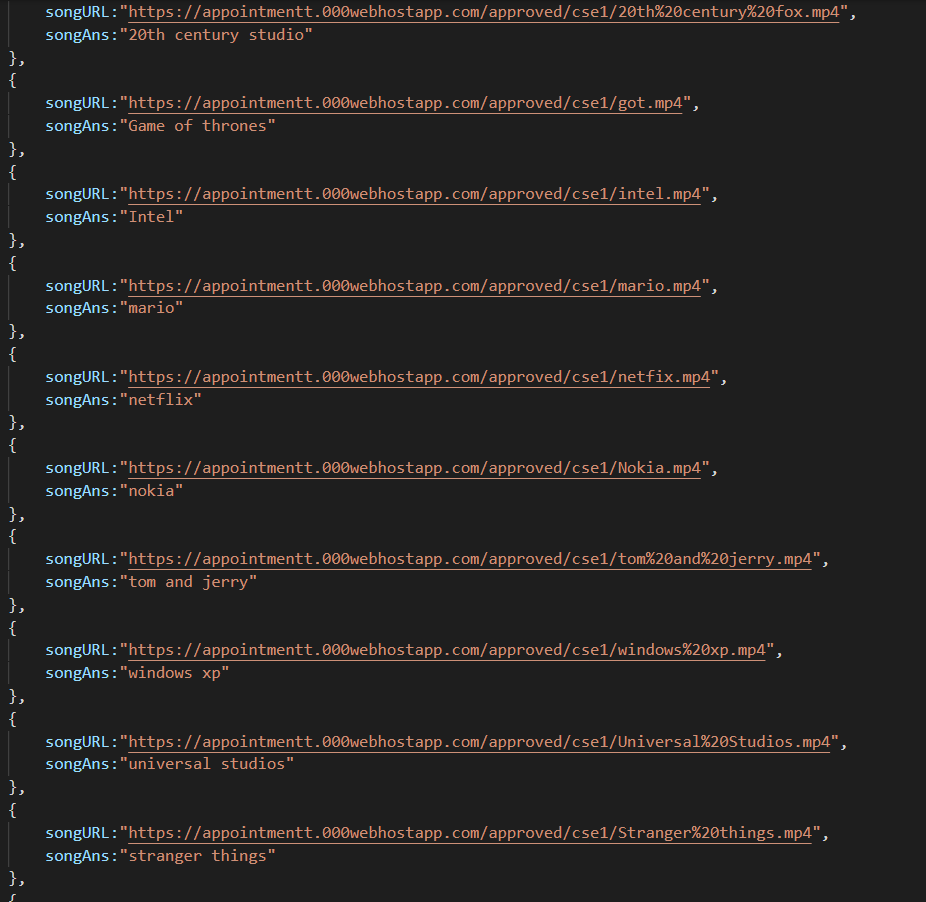 songURL:"https://appointmentt.000webhostapp.com/approved/cse1/20th%20century%20fox.mp4",
songAns:"20th century studio"
},
{
songURL:"https://appointmentt.000webhostapp.com/approved/cse1/got.mp4",
songAns:"Game of thrones"
},
{
songURL:"https://appointmentt.000webhostapp.com/approved/cse1/intel.mp4",
songAns:"Intel"
},
{
songURL:"https://appointmentt.000webhostapp.com/approved/cse1/mario.mp4",
songAns:"mario"
},
{
songURL:"https://appointmentt.000webhostapp.com/approved/cse1/netfix.mp4",
songAns:"netflix"
},
{
songURL:"https://appointmentt.000webhostapp.com/approved/cse1/Nokia.mp4",
songAns:"nokia"
},
{
songURL:"https://appointmentt.000webhostapp.com/approved/cse1/tom%20and%20jerry.mp4",
songAns:"tom and jerry"
},
{
songURL:"https://appointmentt.000webhostapp.com/approved/cse1/windows%20xp.mp4",
songAns:"windows xp"
},
{
songURL:"https://appointmentt.000webhostapp.com/approved/cse1/Universal%20Studios.mp4",
songAns:"universal studios"
},
{
songURL:"https://appointmentt.000webhostapp.com/approved/cse1/Stranger%20things.mp4",
songAns:"stranger things"
},
{